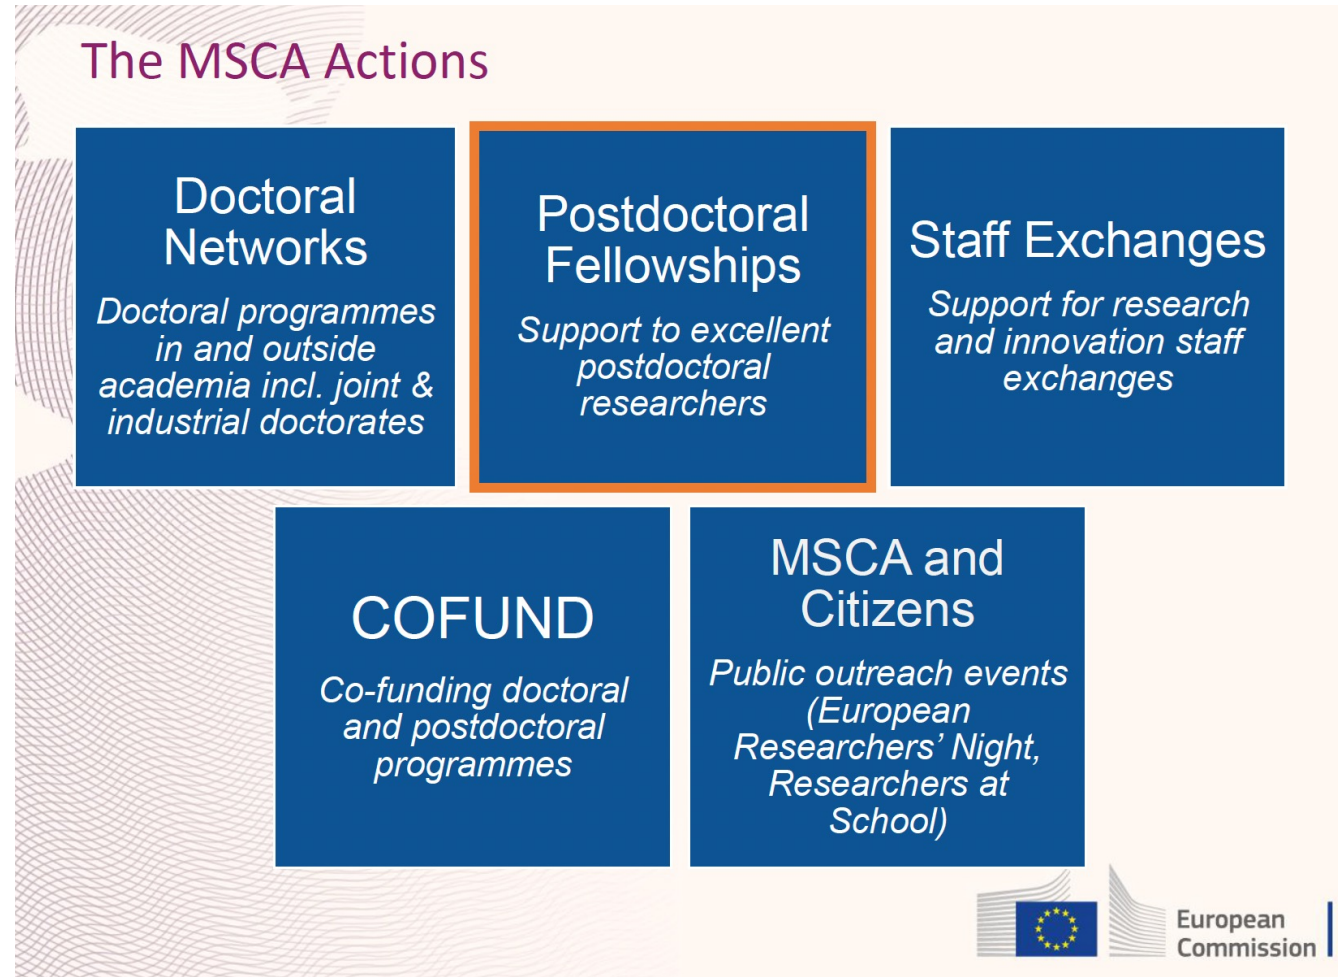 The MSCA Actions
Doctoral
Networks
Doctoral programmes
in and outside
academia incl. joint &
industrial doctorates
Postdoctoral
Fellowships
Support to excellent
postdoctoral
researchers
Staff Exchanges
Support for research
and innovation staff
exchanges
COFUND
Co-funding doctoral
and postdoctoral
programmes
MSCA and
Citizens
Public outreach events
(European
Researchers’ Night,
Researchers at
School)
European
Commission